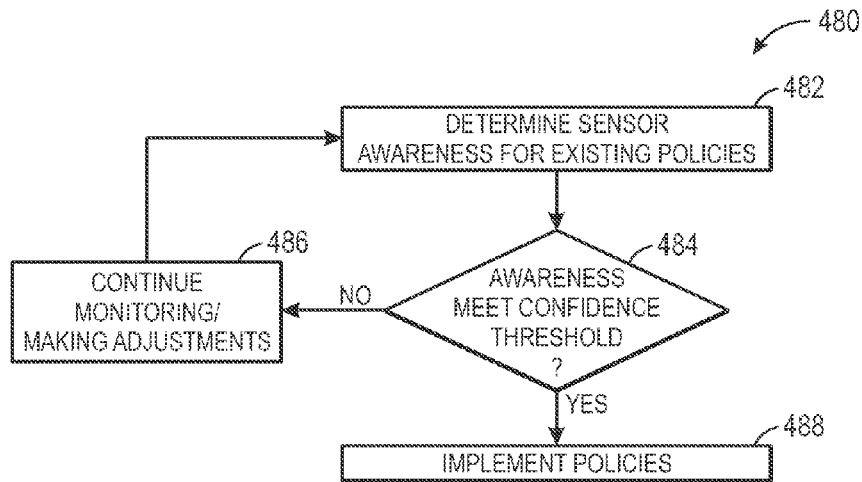 480
482
DETERMINE SENSOR
AWARENESS FOR EXISTING POLICIES
484
AWARENESS
MEET CONFIDENCE
THRESHOLD
?
486
CONTINUE
MONITORING/
MAKING ADJUSTMENTS
NO
YES
488
IMPLEMENT POLICIES